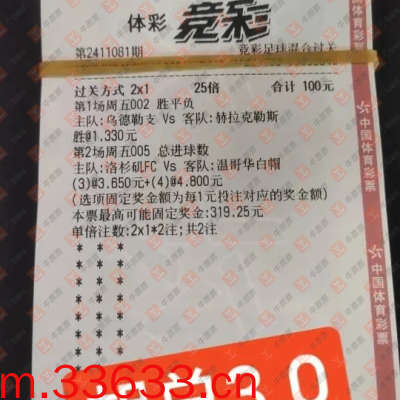 体彩 竞彩
第2411081期 竞彩足球混合过关
过关方式 2x1 25倍 合计 100元
第1场周五002 胜平负
主队:乌德勒支 Vs 客队:赫拉克勒斯
胜@1.330元
第2场周五005 总进球数
主队:洛杉矶FC Vs 客队:温哥华白帽
(3)@3.650元+(4)@4.800元
(选项固定奖金额为每1元投注对应的奖金额)
本票最高可能固定奖金:319.25元
单倍注数:2x1*2注;共2注
* * *
* * *
* * *
* * *
* * *
* * *
* * *
中国体育彩票
中国体育彩票
m.33633.cn